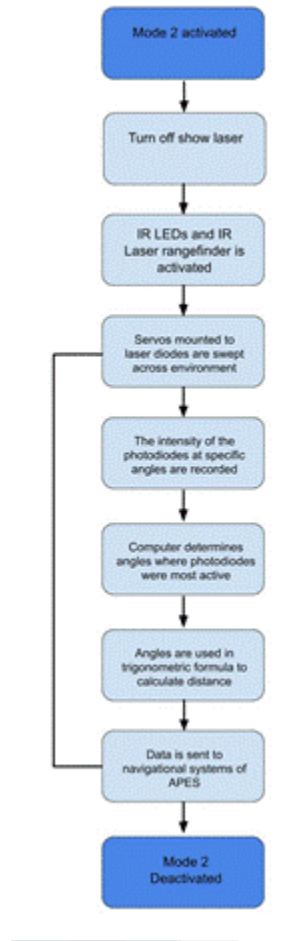 Mode 2 activated
Turn off show laser
IR LEDs and IR
Laser rangefinder is
activated
Servos mounted to
laser diodes are swept
across environment
The intensity of the
photodiodes at specific
angles are recorded
Computer determines
angles where photodiodes
were most active
Angles are used in
trigonometric formula to
calculate distance
Data is sent to
navigational systems of
APES
Mode 2
Deactivated